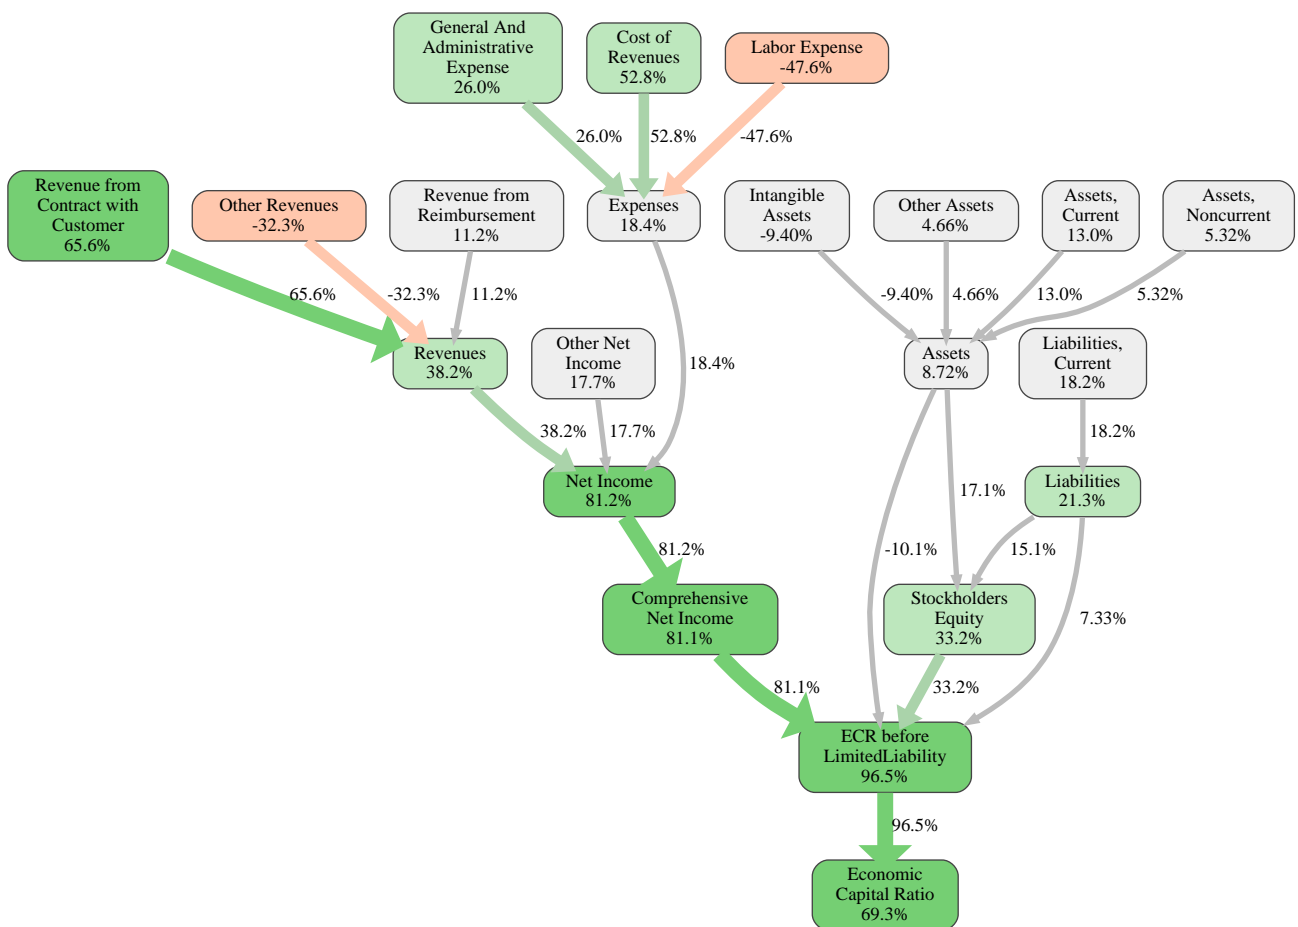 General And
Administrative
Expense
26.0%
Cost of
Revenues
52.8%
Labor Expense
-47.6%
26.0%
52.8%
-47.6%
Revenue from
Contract with
Customer
65.6%
Other Revenues
-32.3%
Revenue from
Reimbursement
11.2%
Expenses
18.4%
Intangible
Assets
-9.40%
Other Assets
4.66%
Assets,
Current
13.0%
Assets,
Noncurrent
5.32%
65.6%
-32.3%
11.2%
-9.40%
4.66%
13.0%
5.32%
Revenues
38.2%
Other Net
Income
17.7%
18.4%
Assets
8.72%
Liabilities,
Current
18.2%
38.2%
17.7%
18.2%
Net Income
81.2%
17.1%
Liabilities
21.3%
81.2%
-10.1%
15.1%
Comprehensive
Net Income
81.1%
Stockholders
Equity
33.2%
7.33%
81.1%
33.2%
ECR before
LimitedLiability
96.5%
96.5%
Economic
Capital Ratio
69.3%